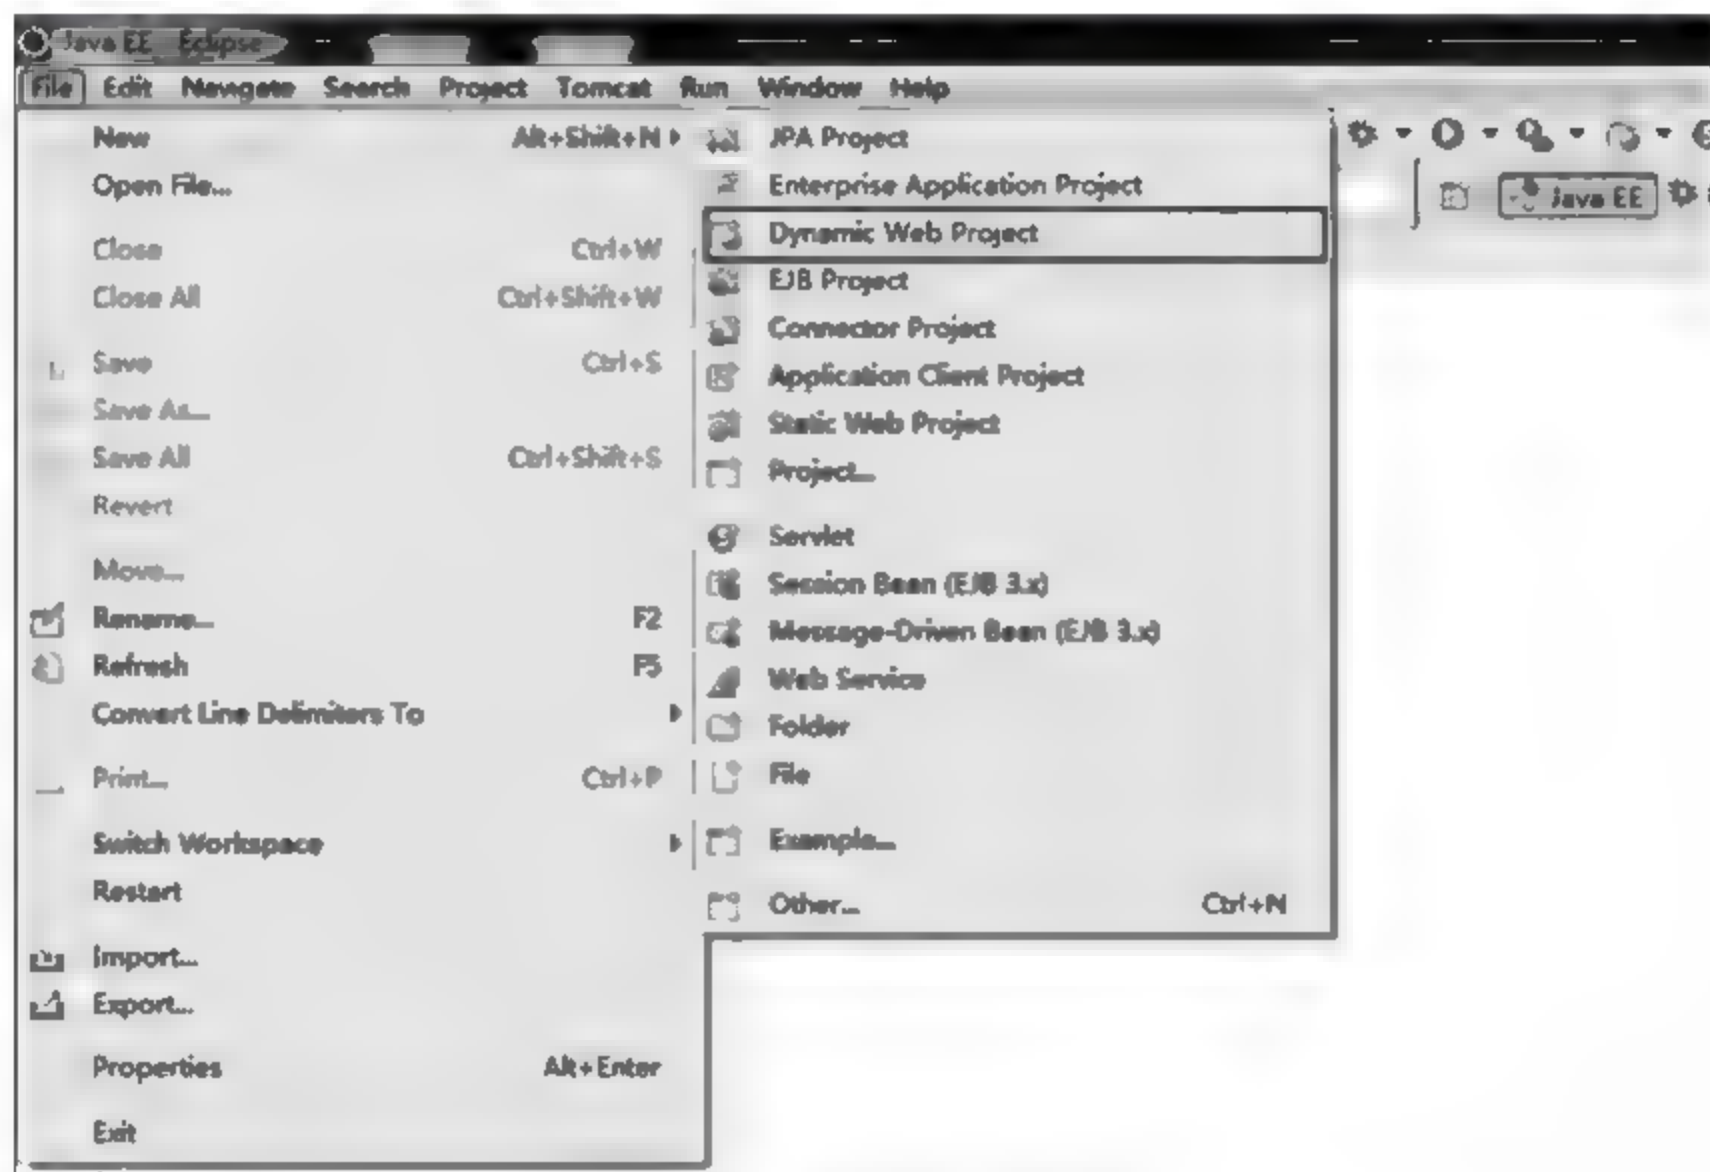 Java EE Eclipse
File Edit Navigate Search Project Tomcat Run Window Help
New Alt+Shift+N
Open File...
Close Ctrl+W
Close All Ctrl+Shift+W
Save Ctrl+S
Save As...
Save All Ctrl+Shift+S
Revert
Move...
Rename... F2
Refresh F5
Convert Line Delimiters To
Print... Ctrl+P
Switch Workspace
Restart
Import...
Export...
Properties Alt+Enter
Exit
JPA Project
Enterprise Application Project
Dynamic Web Project
EJB Project
Connector Project
Application Client Project
Static Web Project
Project...
Servlet
Session Bean (EJB 3.x)
Message-Driven Bean (EJB 3.x)
Web Service
Folder
File
Example...
Other... Ctrl+N
Java EE